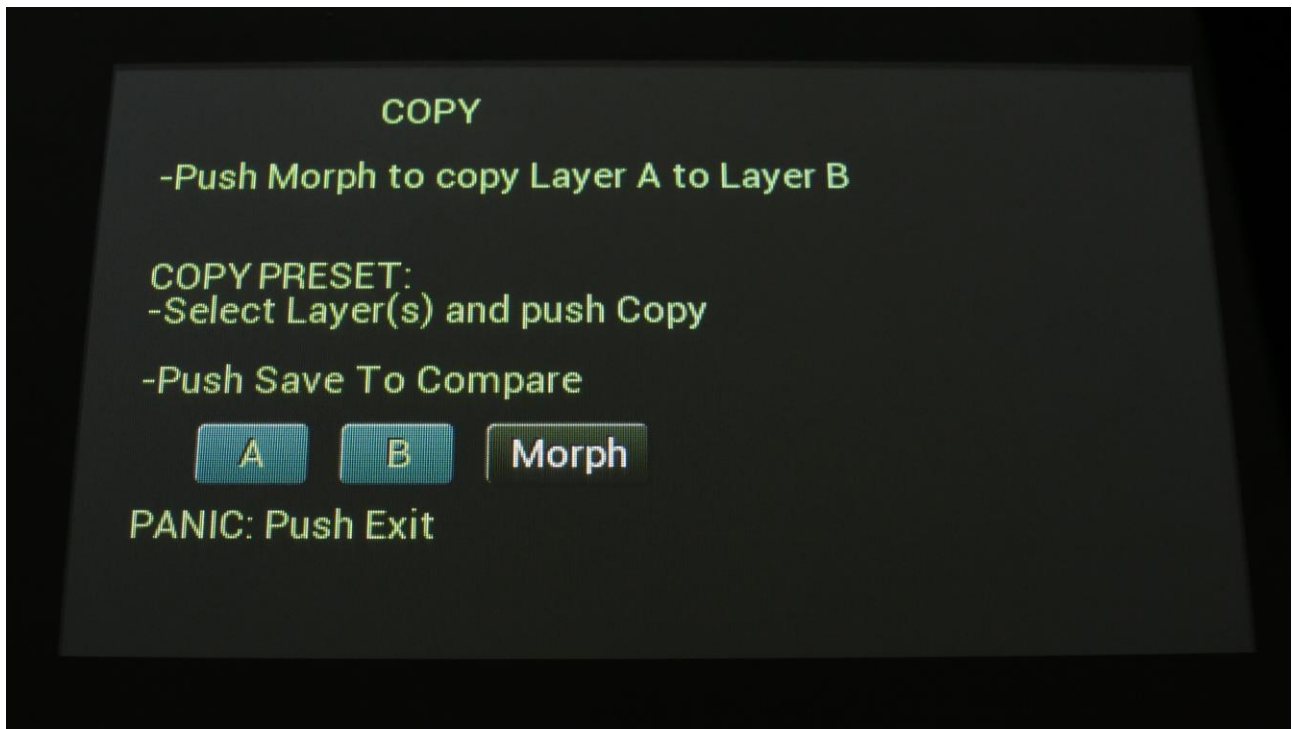 COPY
-Push Morph to copy Layer A to Layer B
COPY PRESET:
-Select Layer(s) and push Copy
-Push Save To Compare
A B Morph
PANIC: Push Exit